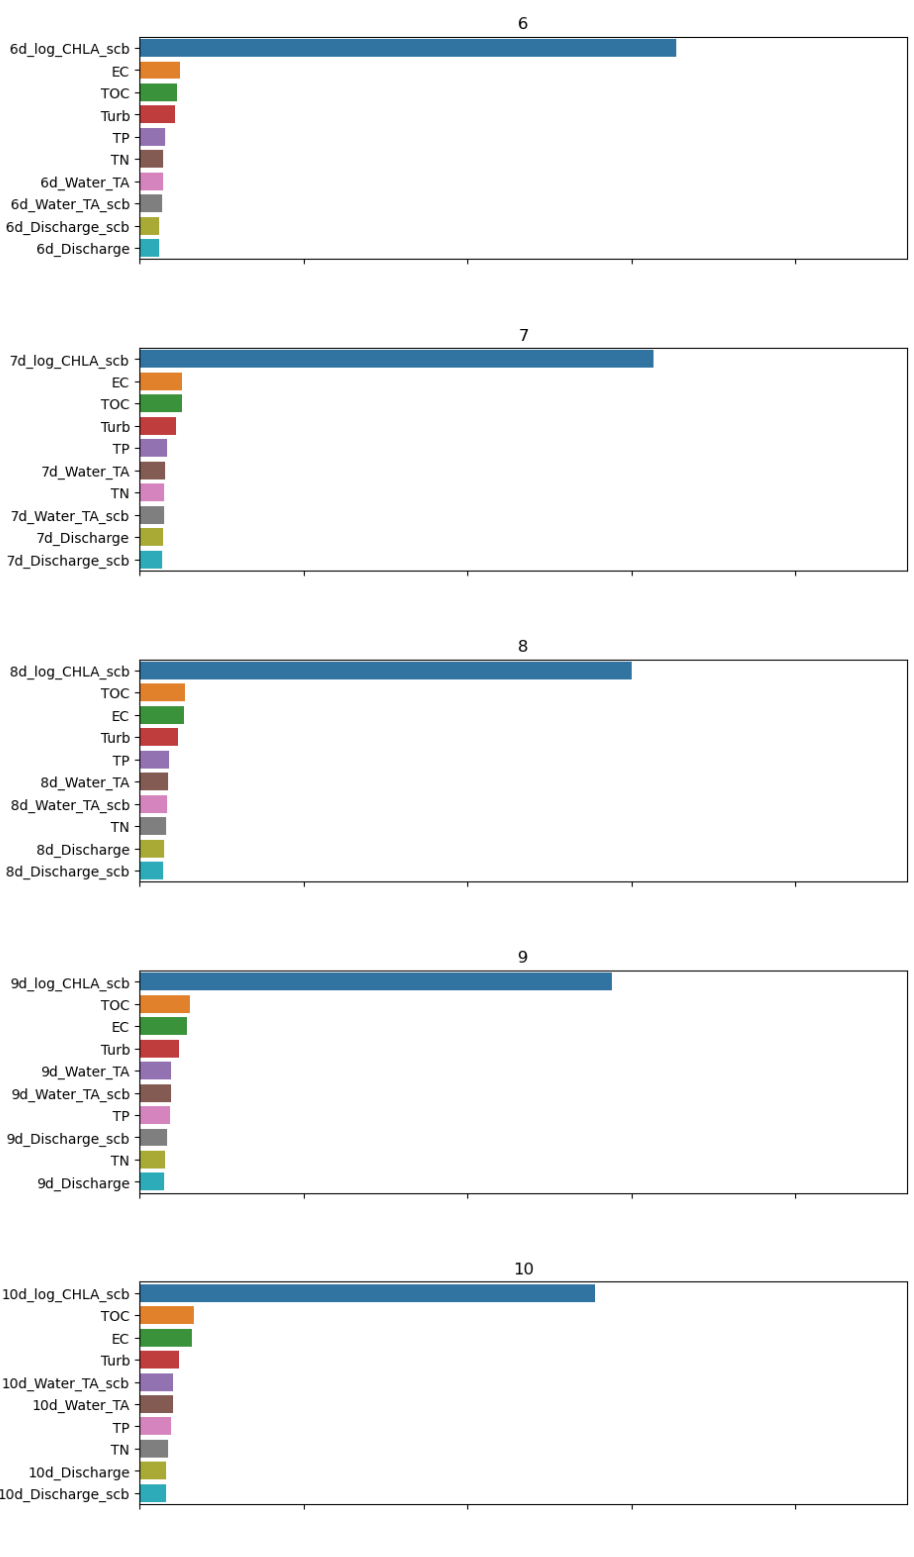 6
6d_log_CHLA_scb
EC
TOC
Turb
TP
TN
6d_Water_TA
6d_Water_TA_scb
6d_Discharge_scb
6d_Discharge
7
7d_log_CHLA_scb
EC
TOC
Turb
TP
7d_Water_TA
TN
7d_Water_TA_scb
7d_Discharge
7d_Discharge_scb
8
8d_log_CHLA_scb
TOC
EC
Turb
TP
8d_Water_TA
8d_Water_TA_scb
TN
8d_Discharge
8d_Discharge_scb
9
9d_log_CHLA_scb
TOC
EC
Turb
9d_Water_TA
9d_Water_TA_scb
TP
9d_Discharge_scb
TN
9d_Discharge
10
10d_log_CHLA_scb
TOC
EC
Turb
10d_Water_TA_scb
10d_Water_TA
TP
TN
10d_Discharge
10d_Discharge_scb